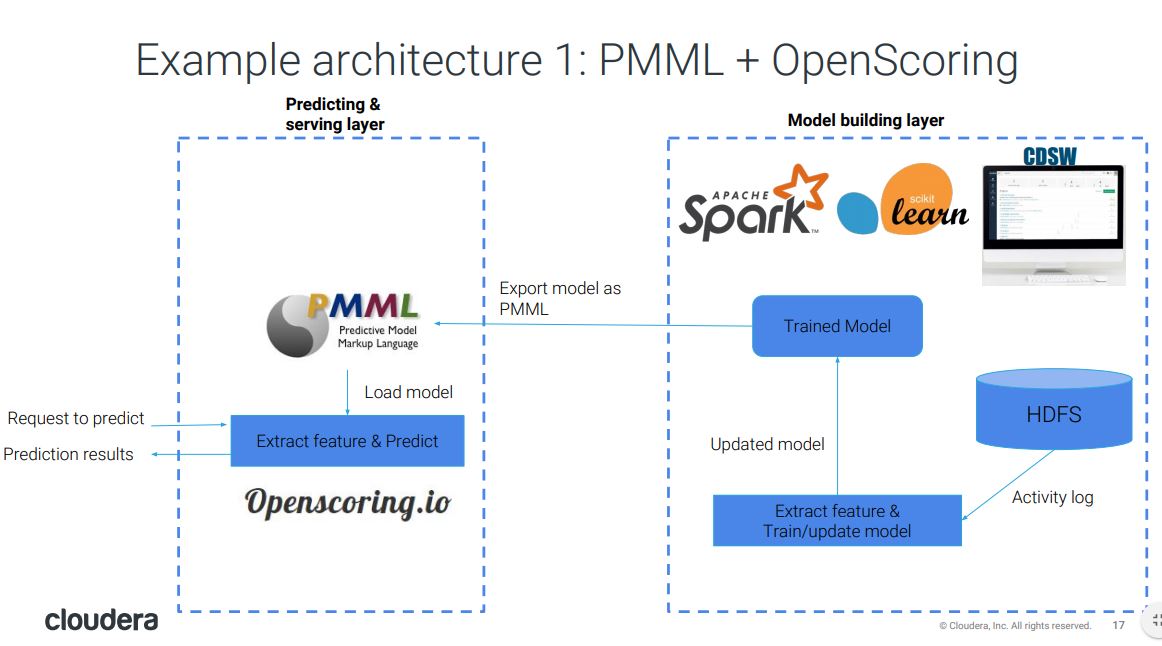 Example architecture 1: PMML + OpenScoring
Predicting &
serving layer
Model building layer
CDSW
APACHE
Spark™
scikit
learn
Export model as
PMML
PMML
Predictive Model
Markup Language
Trained Model
Load model
HDFS
Request to predict
Extract feature & Predict
Prediction results
Updated model
Openscoring.io
Activity log
Extract feature &
Train/update model
cloudera
© Cloudera, Inc. All rights reserved.
17